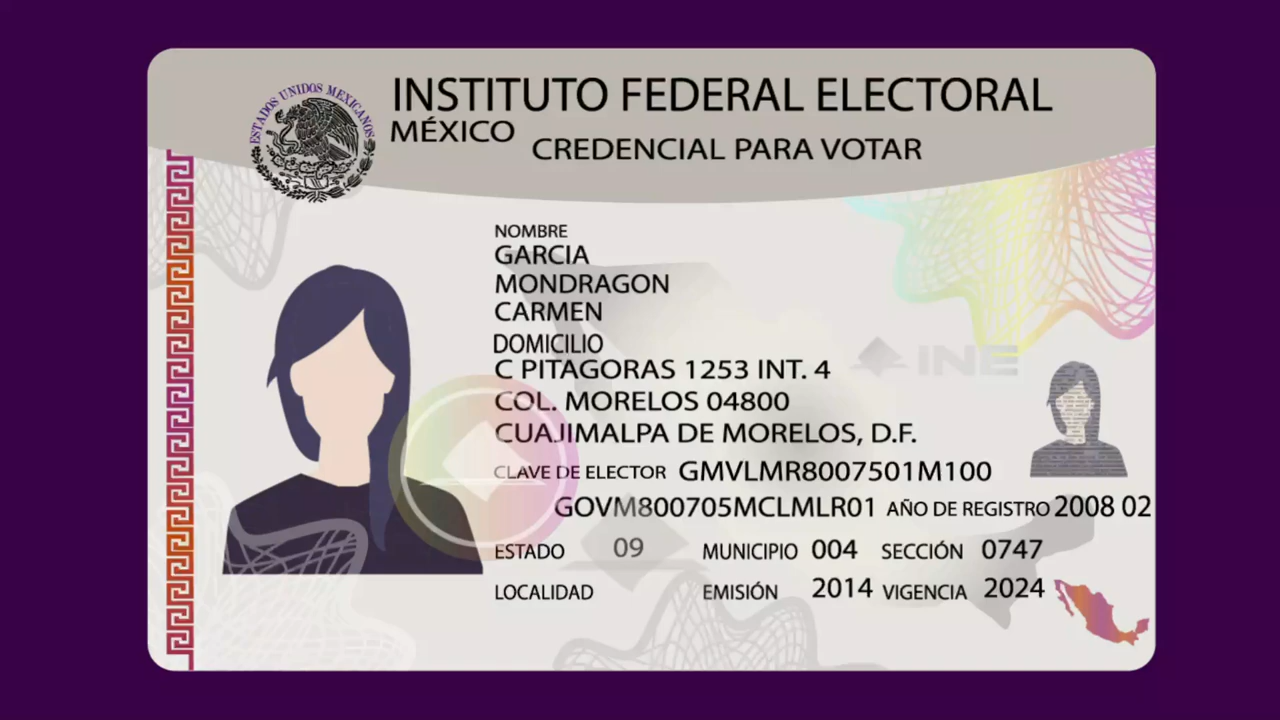 INSTITUTO FEDERAL ELECTORAL
MÉXICO
CREDENCIAL PARA VOTAR
ESTADOS UNIDOS MEXICANOS
NOMBRE
GARCIA
MONDRAGON
CARMEN
DOMICILIO
C PITAGORAS 1253 INT. 4
COL. MORELOS 04800
CUAJIMALPA DE MORELOS, D.F.
INE
CLAVE DE ELECTOR GMVLMR8007501M100
GOVM800705MCLMLR01 AÑO DE REGISTRO 2008 02
ESTADO 09 MUNICIPIO 004 SECCIÓN 0747
LOCALIDAD EMISIÓN 2014 VIGENCIA 2024